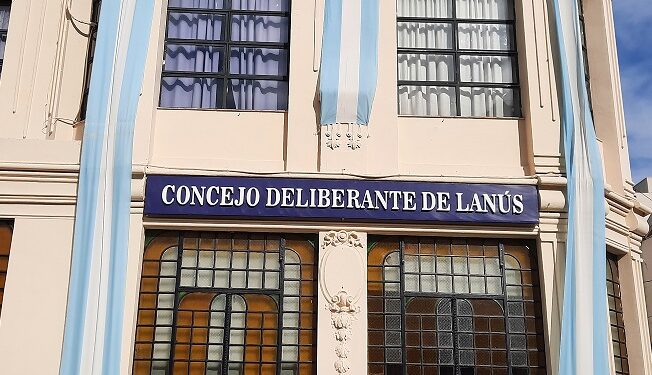 CONCEJO DELIBERANTE DE LANÚS